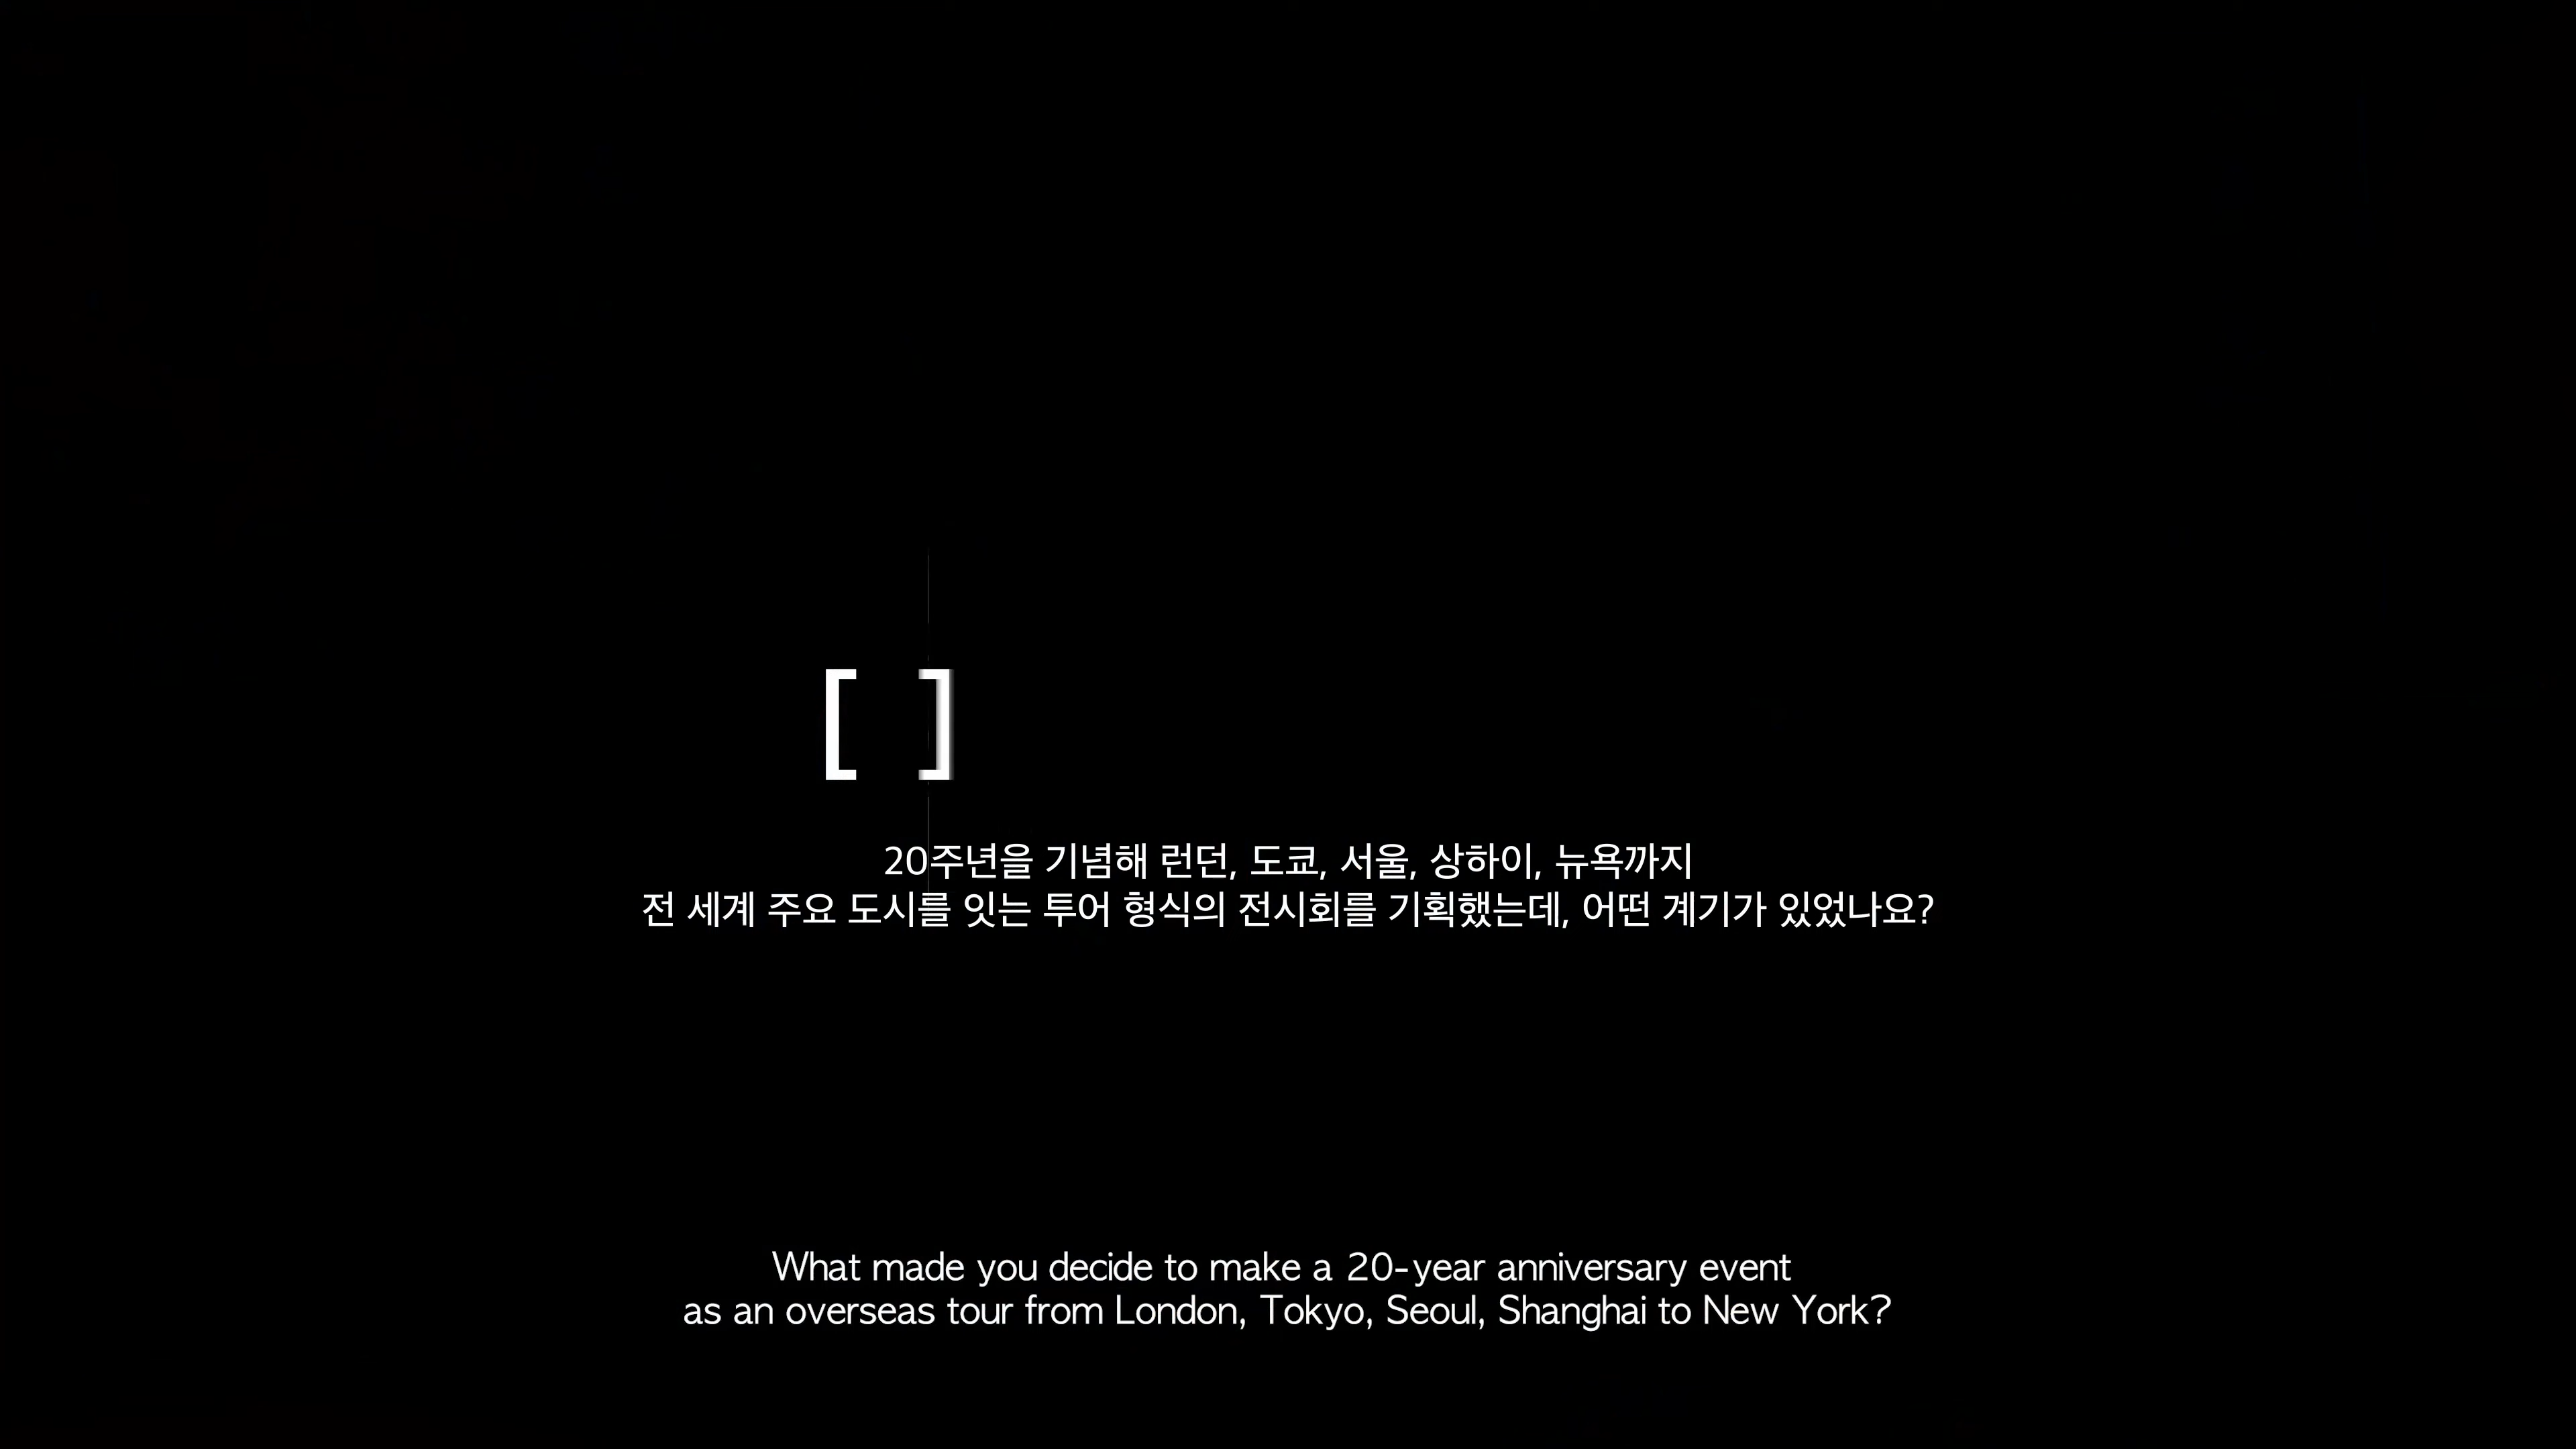 [ ]
20주년을 기념해 런던, 도쿄, 서울, 상하이, 뉴욕까지
전 세계 주요 도시를 잇는 투어 형식의 전시회를 기획했는데, 어떤 계기가 있었나요?
What made you decide to make a 20-year anniversary event
as an overseas tour from London, Tokyo, Seoul, Shanghai to New York?